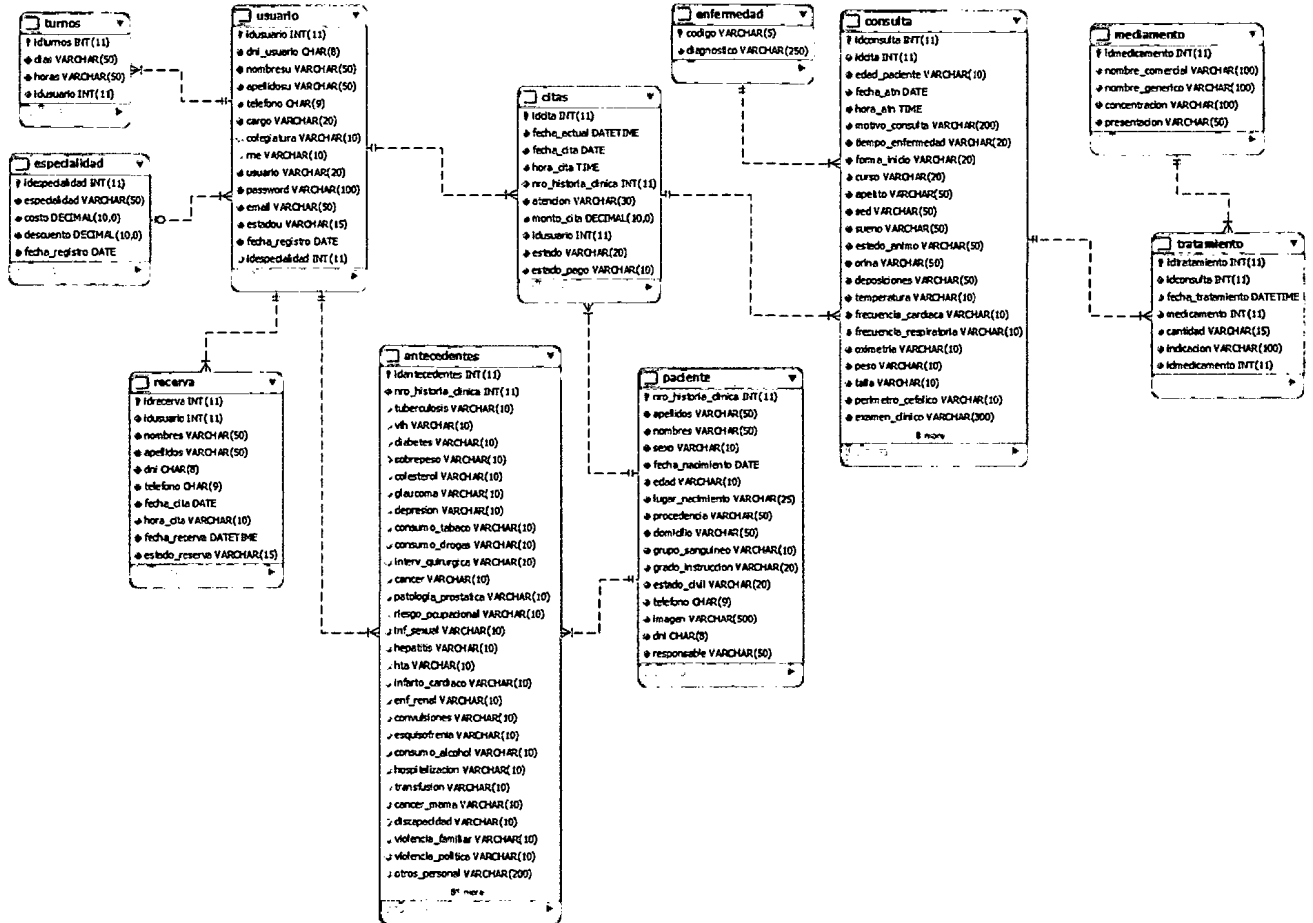 turnos
idturnos INT(11)
dias VARCHAR(50)
horas VARCHAR(50)
idusuario INT(11)
especialidad
idespecialidad INT(11)
especialidad VARCHAR(50)
costo DECIMAL(10,0)
descuento DECIMAL(10,0)
fecha_registro DATE
usuario
idusuario INT(11)
dni_usuario CHAR(8)
nombresu VARCHAR(50)
apellidosu VARCHAR(50)
telefono CHAR(9)
cargo VARCHAR(20)
colegiatura VARCHAR(10)
rne VARCHAR(10)
usuario VARCHAR(20)
password VARCHAR(100)
email VARCHAR(50)
estadou VARCHAR(15)
fecha_registro DATE
idespecialidad INT(11)
recerva
idrecerva INT(11)
idusuario INT(11)
nombres VARCHAR(50)
apellidos VARCHAR(50)
dni CHAR(8)
telefono CHAR(9)
fecha_cita DATE
hora_cita VARCHAR(10)
fecha_reserva DATETIME
estado_reserva VARCHAR(15)
citas
idcita INT(11)
fecha_actual DATETIME
fecha_cita DATE
hora_cita TIME
nro_historia_clinica INT(11)
atencion VARCHAR(30)
monto_cita DECIMAL(10,0)
idusuario INT(11)
estado VARCHAR(20)
estado_pago VARCHAR(10)
antecedentes
idantecedentes INT(11)
nro_historia_clinica INT(11)
tuberculosis VARCHAR(10)
vih VARCHAR(10)
diabetes VARCHAR(10)
sobrepeso VARCHAR(10)
colesterol VARCHAR(10)
glaucoma VARCHAR(10)
depresion VARCHAR(10)
consumo_tabaco VARCHAR(10)
consumo_drogas VARCHAR(10)
interv_quirurgica VARCHAR(10)
cancer VARCHAR(10)
patologia_prostatica VARCHAR(10)
riesgo_ocupacional VARCHAR(10)
inf_sexual VARCHAR(10)
hepatitis VARCHAR(10)
hta VARCHAR(10)
infarto_cardiaco VARCHAR(10)
enf_renal VARCHAR(10)
convulsiones VARCHAR(10)
esquisofrenia VARCHAR(10)
consumo_alcohol VARCHAR(10)
hospitelizacion VARCHAR(10)
transfusion VARCHAR(10)
cancer_mama VARCHAR(10)
discapacidad VARCHAR(10)
violencia_familiar VARCHAR(10)
violencia_politica VARCHAR(10)
otros_personal VARCHAR(200)
more
enfermedad
codigo VARCHAR(5)
diagnostico VARCHAR(250)
paciente
nro_historia_clinica INT(11)
apellidos VARCHAR(50)
nombres VARCHAR(50)
sexo VARCHAR(10)
fecha_nacimiento DATE
edad VARCHAR(10)
lugar_nacimiento VARCHAR(25)
procedencia VARCHAR(50)
domicilio VARCHAR(50)
grupo_sanguineo VARCHAR(10)
grado_instruccion VARCHAR(20)
estado_civil VARCHAR(20)
telefono CHAR(9)
imagen VARCHAR(500)
dni CHAR(8)
responsable VARCHAR(50)
consulta
idconsulta INT(11)
idcita INT(11)
edad_paciente VARCHAR(10)
fecha_atn DATE
hora_atn TIME
motivo_consulta VARCHAR(200)
tiempo_enfermedad VARCHAR(20)
forma_inicio VARCHAR(20)
curso VARCHAR(20)
apetito VARCHAR(50)
sed VARCHAR(50)
sueno VARCHAR(50)
estado_animo VARCHAR(50)
orina VARCHAR(50)
deposiciones VARCHAR(50)
temperatura VARCHAR(10)
frecuencia_cardiaca VARCHAR(10)
frecuencia_respiratoria VARCHAR(10)
oximetria VARCHAR(10)
peso VARCHAR(10)
talla VARCHAR(10)
perimetro_cefalico VARCHAR(10)
examen_clinico VARCHAR(300)
8 more
mediamento
idmedicamento INT(11)
nombre_comercial VARCHAR(100)
nombre_generico VARCHAR(100)
concentracion VARCHAR(100)
presentacion VARCHAR(50)
tratamiento
idtratamiento INT(11)
idconsulta INT(11)
fecha_tratamiento DATETIME
medicamento INT(11)
cantidad VARCHAR(15)
indicacion VARCHAR(100)
idmedicamento INT(11)